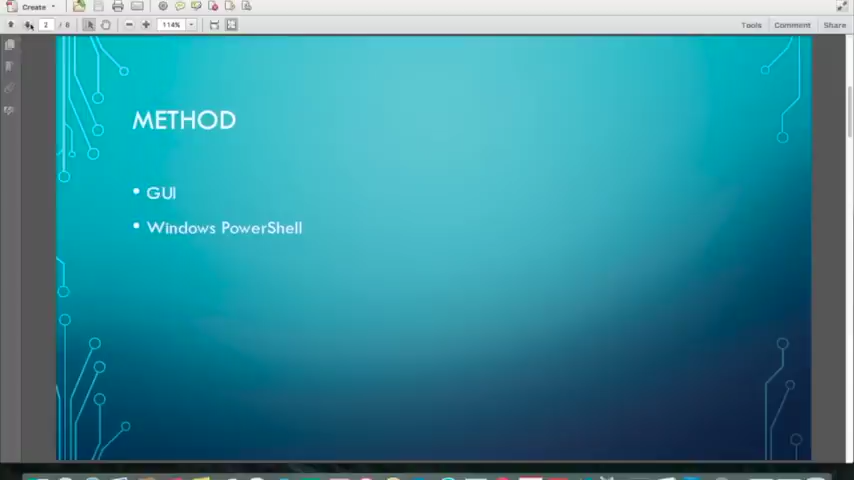 Create
2 / 8
114%
Tools Comment Share
METHOD
• GUI
• Windows PowerShell